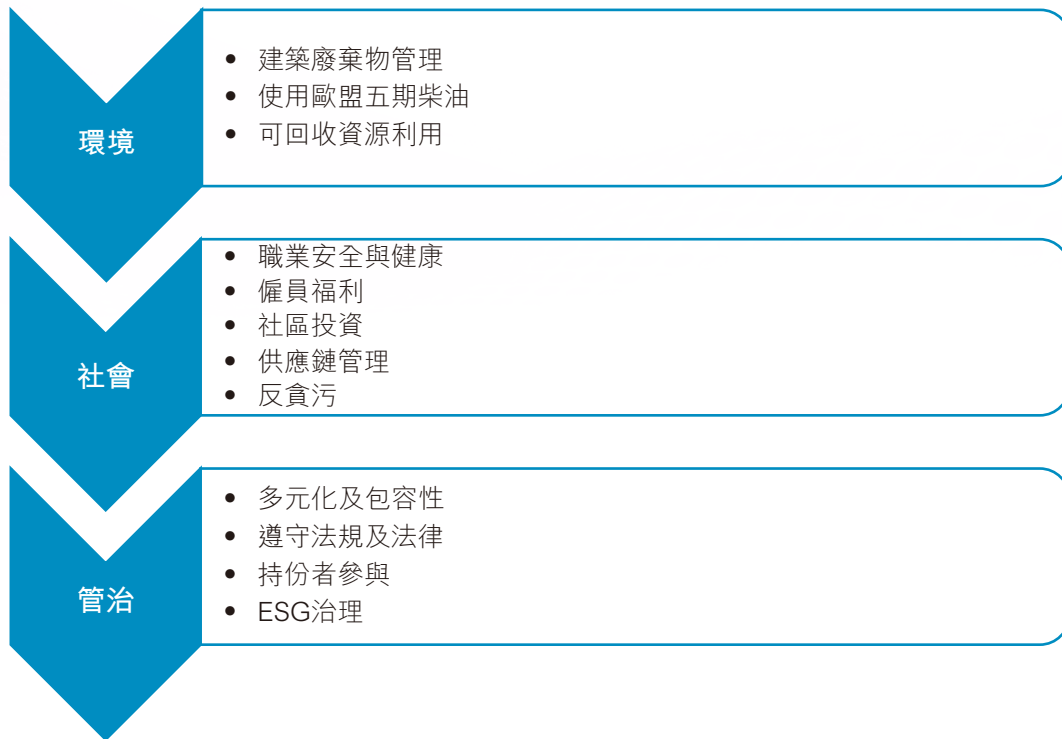 環境
• 建築廢棄物管理
• 使用歐盟五期柴油
• 可回收資源利用
社會
• 職業安全與健康
• 僱員福利
• 社區投資
• 供應鏈管理
• 反貪污
管治
• 多元化及包容性
• 遵守法規及法律
• 持份者參與
• ESG治理